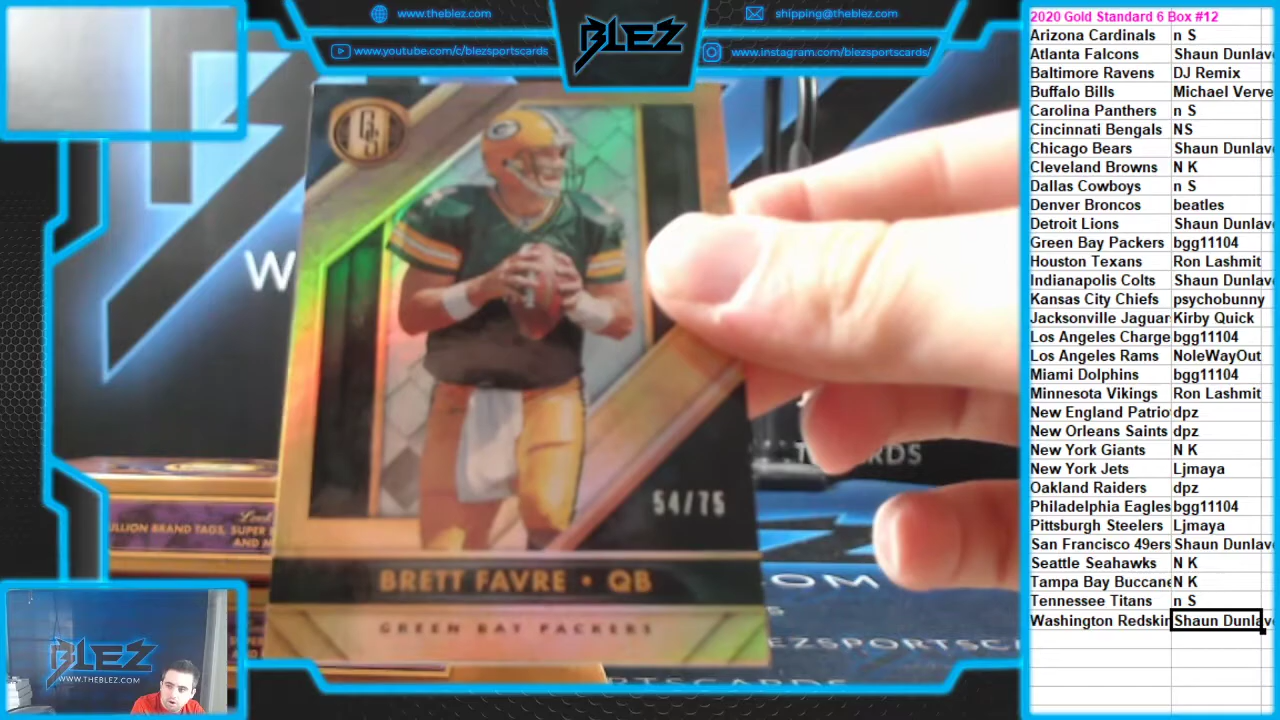 www.theblez.com
shipping@theblez.com
www.youtube.com/c/blezsportscards
BLEZ
www.instagram.com/blezsportscards/
2020 Gold Standard 6 Box #12
Arizona Cardinals n S
Atlanta Falcons Shaun Dunlav
Baltimore Ravens DJ Remix
Buffalo Bills Michael Verve
Carolina Panthers n S
Cincinnati Bengals NS
Chicago Bears Shaun Dunlav
Cleveland Browns N K
Dallas Cowboys n S
Denver Broncos beatles
Detroit Lions Shaun Dunlav
Green Bay Packers bgg11104
Houston Texans Ron Lashmit
Indianapolis Colts Shaun Dunlav
Kansas City Chiefs psychobunny
Jacksonville Jaguar Kirby Quick
Los Angeles Charge bgg11104
Los Angeles Rams NoleWayOut
Miami Dolphins bgg11104
Minnesota Vikings Ron Lashmit
New England Patrio dpz
New Orleans Saints dpz
New York Giants N K
New York Jets Ljmaya
Oakland Raiders dpz
Philadelphia Eagles bgg11104
Pittsburgh Steelers Ljmaya
San Francisco 49ers Shaun Dunlav
Seattle Seahawks N K
Tampa Bay Buccane N K
Tennessee Titans n S
Washington Redskin Shaun Dunlav
GS
W
54/75
BRETT FAVRE • QB
GREEN BAY PACKERS
BRAND TAGS, SUPER
.COM
EZSPORTSC
RTSCARDS
BLEZ
WWW.THEBLEZ.COM